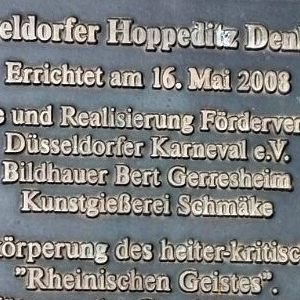 eldorfer Hoppeditz Denk
Errichtet am 16. Mai 2008
e und Realisierung Förderver
Düsseldorfer Karneval e.V.
Bildhauer Bert Gerresheim
Kunstgießerei Schmäke
körperung des heiter-kritisc
"Rheinischen Geistes".